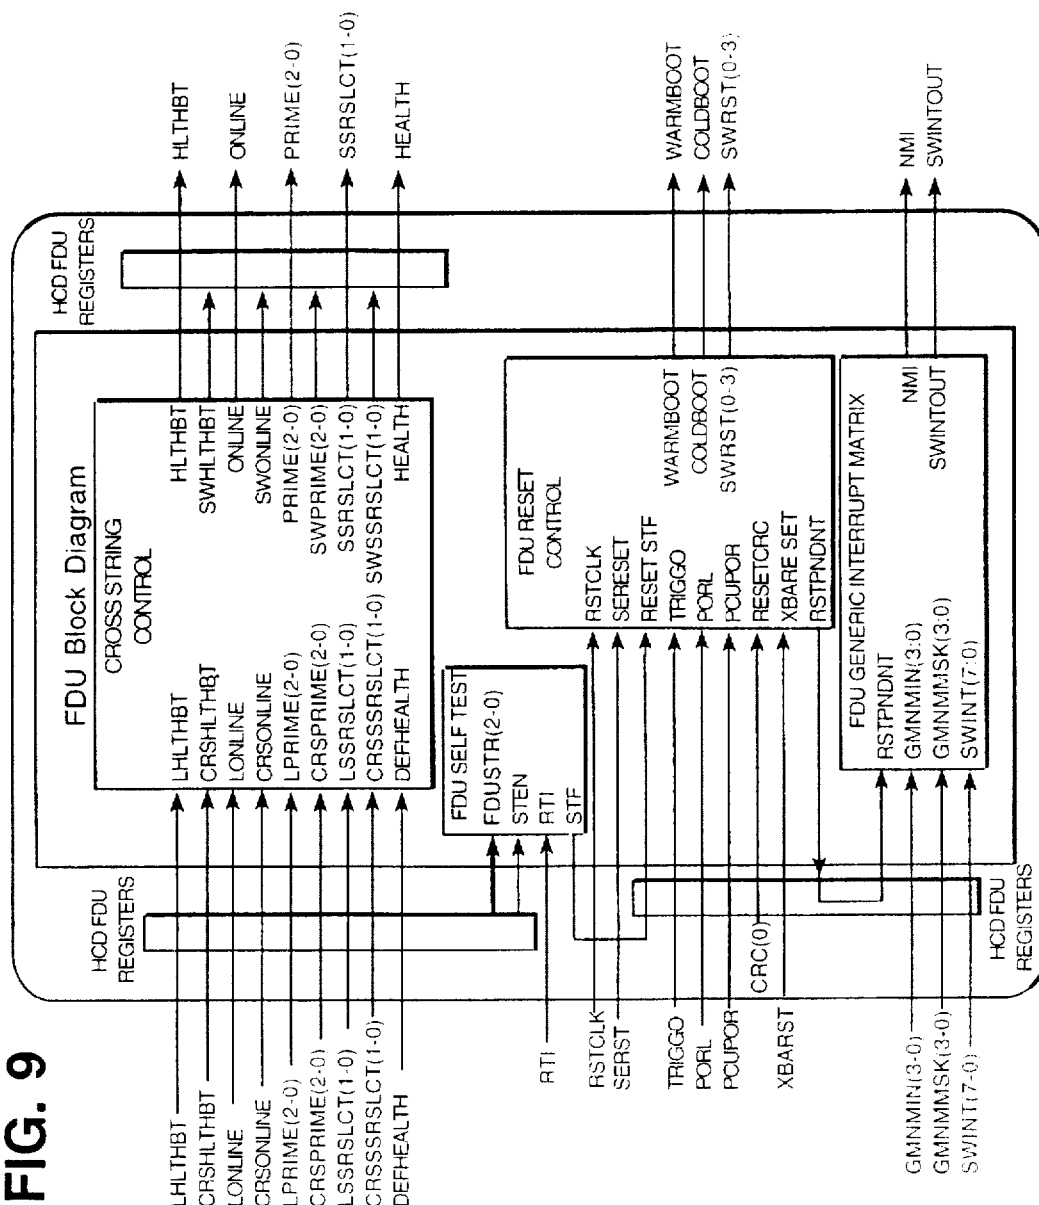 FIG. 9
FDU Block Diagram
HCD FDU
REGISTERS
HCD FDU
REGISTERS
HCD FDU
REGISTERS
LHLTHBT
CRSHLTHBT
LONLINE
CRSONLINE
LPRIME(2-0)
CRSPRIME(2-0)
LSSRSLCT(1-0)
CRSSSRSLCT(1-0)
DEFHEALTH
CROSS STRING
CONTROL
LHLTHBT
CRSHLTHBT
LONLINE
CRSONLINE
LPRIME(2-0)
CRSPRIME(2-0)
LSSRSLCT(1-0)
CRSSSRSLCT(1-0)
DEFHEALTH
HLTHBT
SWHLTHBT
ONLINE
SWONLINE
PRIME(2-0)
SWPRIME(2-0)
SSRSLCT(1-0)
SWSSRSLCT(1-0)
HEALTH
HLTHBT
ONLINE
PRIME(2-0)
SSRSLCT(1-0)
HEALTH
FDU SELF TEST
FDUSTR(2-0)
STEN
RTI
STF
RTI
RSTCLK
SERST
TRIGGO
PORL
PCUPOR
CRC(0)
XBARST
FDU RESET
CONTROL
RSTCLK
SERESET
RESET STF
TRIGGO
PORL
PCUPOR
RESETCRC
XBARE SET
RSTPNDNT
WARMBOOT
COLDBOOT
SWRST(0-3)
WARMBOOT
COLDBOOT
SWRST(0-3)
FDU GENERIC INTERRUPT MATRIX
RSTPNDNT
GMNMIN(3:0)
GMNMMSK(3:0)
SWINT(7:0)
NMI
SWINTOUT
NMI
SWINTOUT
GMNMIN(3-0)
GMNMMSK(3-0)
SWINT(7-0)